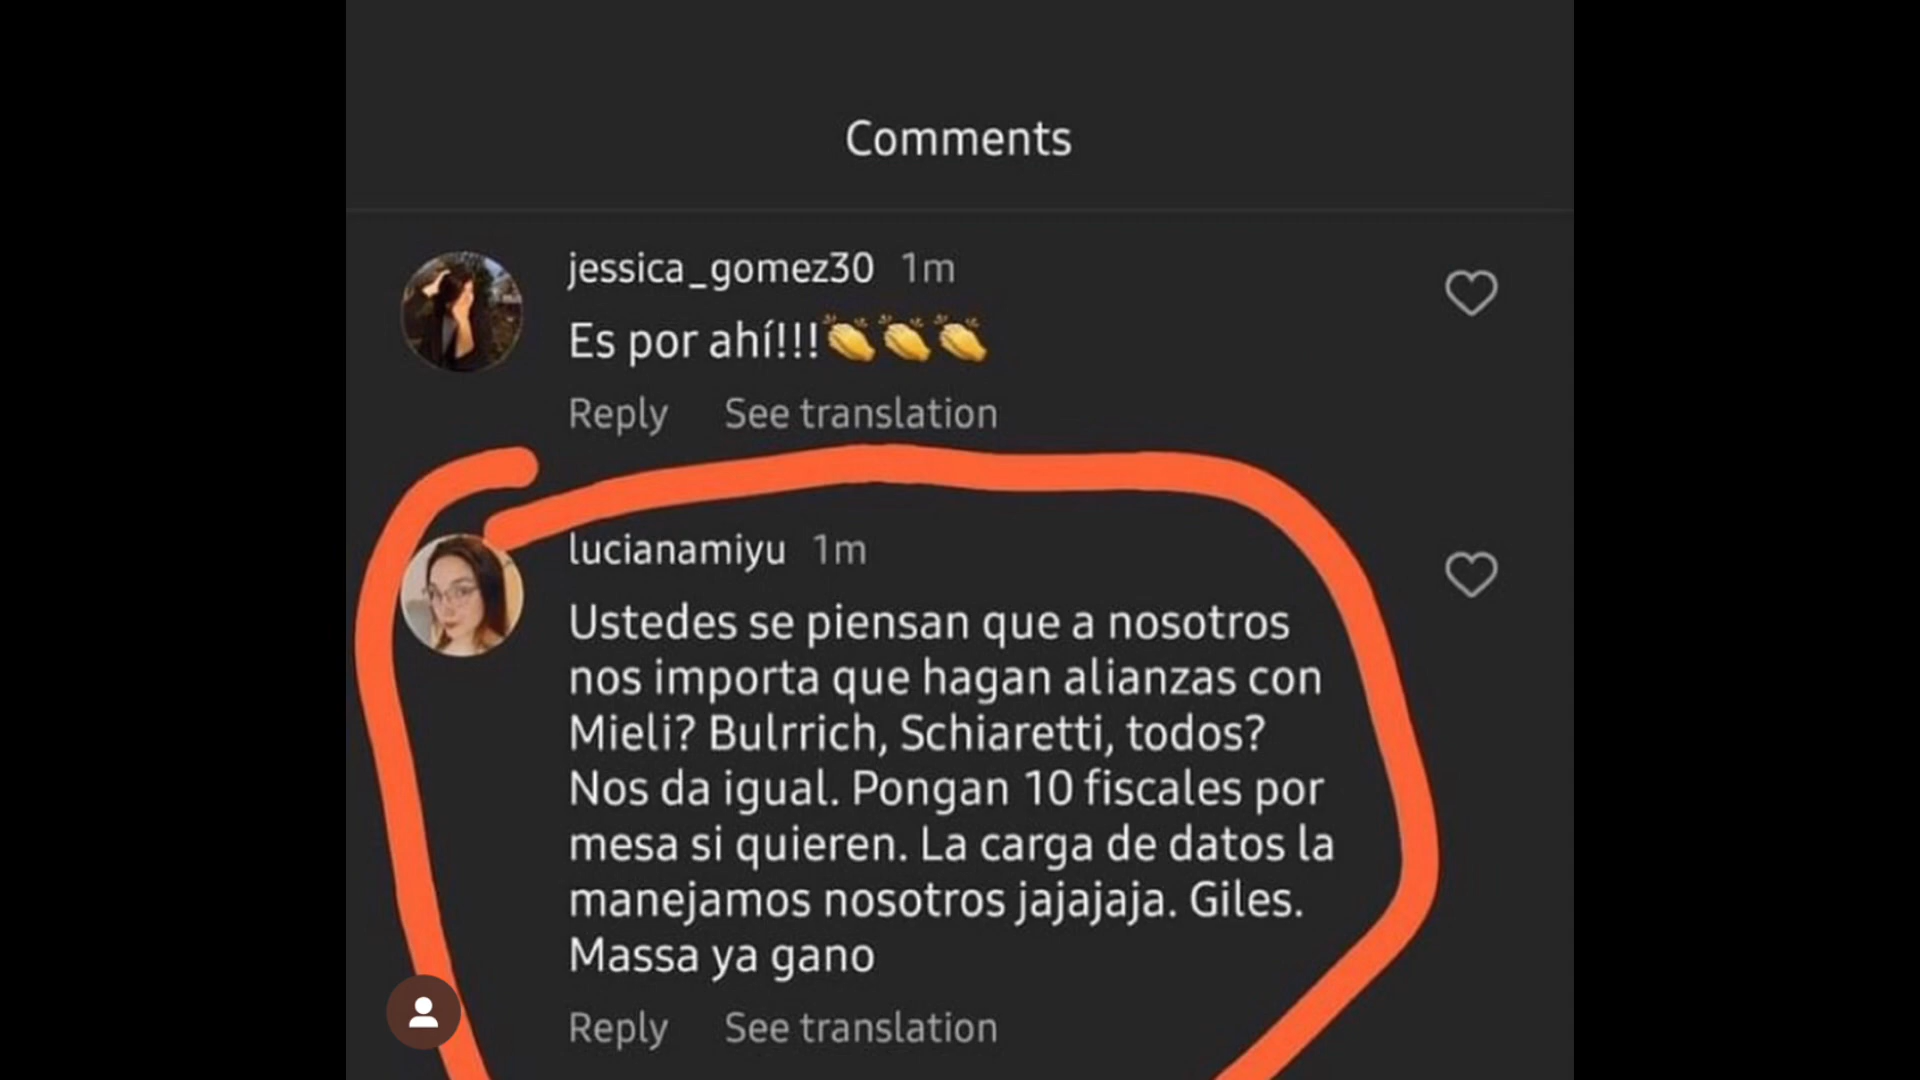 Comments
jessica_gomez30 1m
Es por ahí!!!👏👏👏
Reply See translation
lucianamiyu 1m
Ustedes se piensan que a nosotros
nos importa que hagan alianzas con
Mieli? Bulrrich, Schiaretti, todos?
Nos da igual. Pongan 10 fiscales por
mesa si quieren. La carga de datos la
manejamos nosotros jajajaja. Giles.
Massa ya gano
Reply See translation